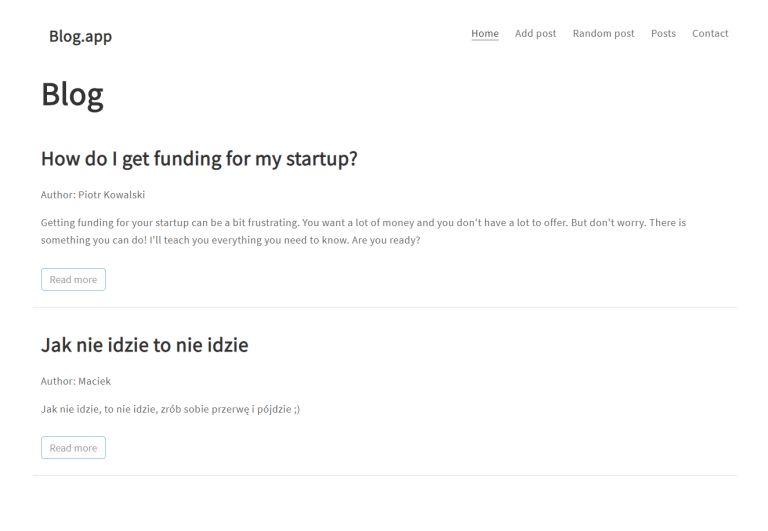 Blog.app
Home Add post Random post Posts Contact
Blog
How do I get funding for my startup?
Author: Piotr Kowalski
Getting funding for your startup can be a bit frustrating. You want a lot of money and you don't have a lot to offer. But don't worry. There is
something you can do! I'll teach you everything you need to know. Are you ready?
Read more
Jak nie idzie to nie idzie
Author: Maciek
Jak nie idzie, to nie idzie, zrób sobie przerwę i pójdzie ;)
Read more